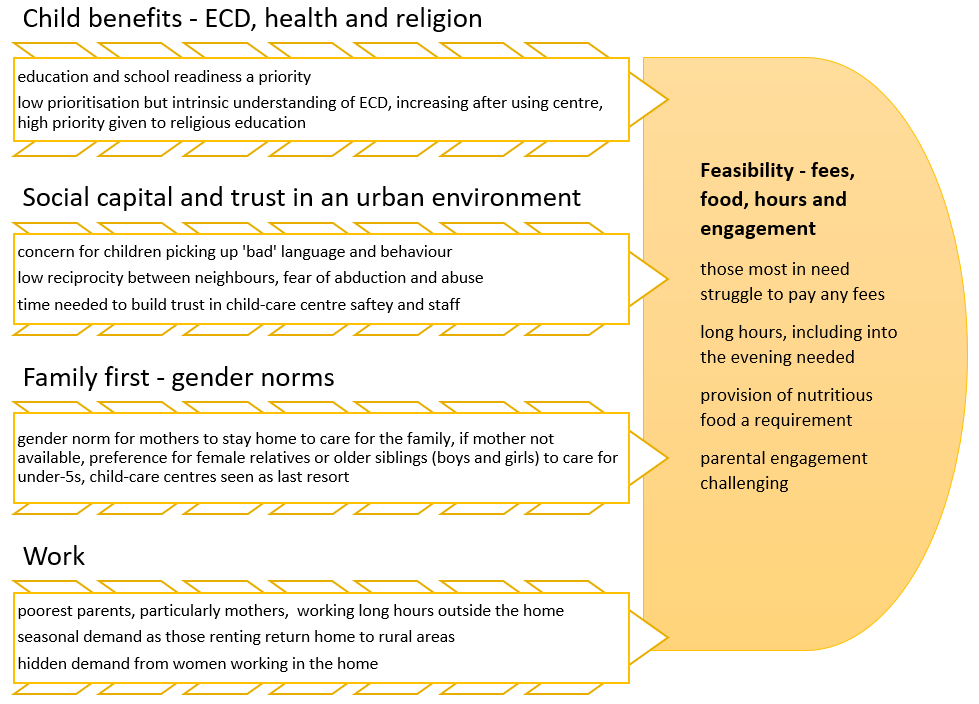 Child benefits - ECD, health and religion
education and school readiness a priority
low prioritisation but intrinsic understanding of ECD, increasing after using centre,
high priority given to religious education
Social capital and trust in an urban environment
concern for children picking up 'bad' language and behaviour
low reciprocity between neighbours, fear of abduction and abuse
time needed to build trust in child-care centre saftey and staff
Family first - gender norms
gender norm for mothers to stay home to care for the family, if mother not
available, preference for female relatives or older siblings (boys and girls) to care for
under-5s, child-care centres seen as last resort
Work
poorest parents, particularly mothers,  working long hours outside the home
seasonal demand as those renting return home to rural areas
hidden demand from women working in the home
Feasibility - fees,
food, hours and
engagement
those most in need
struggle to pay any fees
long hours, including into
the evening needed
provision of nutritious
food a requirement
parental engagement
challenging